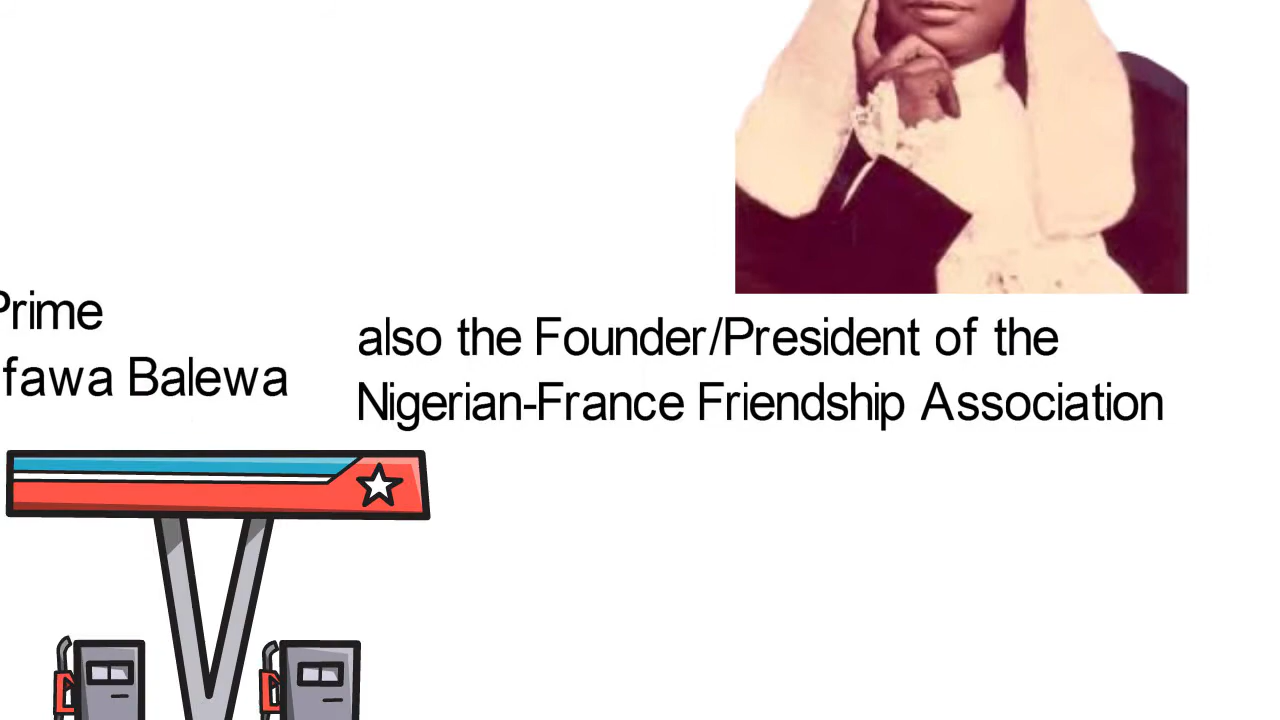 Prime
fawa Balewa
also the Founder/President of the
Nigerian-France Friendship Association